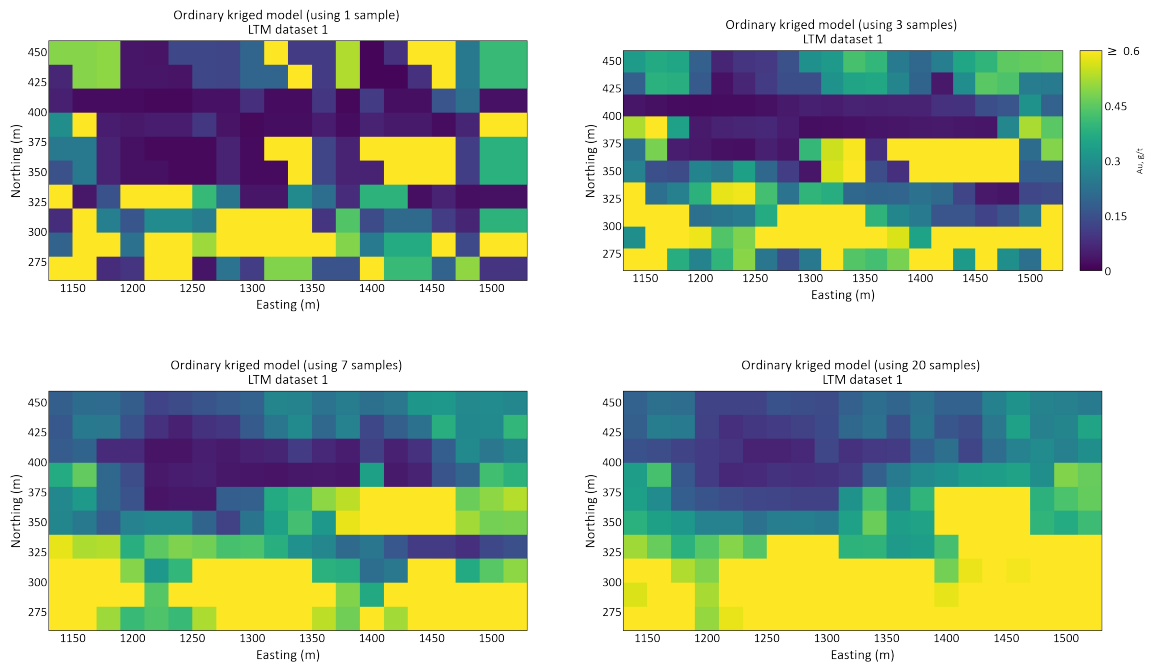 Ordinary kriged model (using 1 sample)
LTM dataset 1
450
425
400
375
350
325
300
275
Northing (m)
1150 1200 1250 1300 1350 1400 1450 1500
Easting (m)
Ordinary kriged model (using 3 samples)
LTM dataset 1
450
425
400
375
350
325
300
275
Northing (m)
1150 1200 1250 1300 1350 1400 1450 1500
Easting (m)
≥ 0.6
0.45
0.3
0.15
0
Au, g/t
Ordinary kriged model (using 7 samples)
LTM dataset 1
450
425
400
375
350
325
300
275
Northing (m)
1150 1200 1250 1300 1350 1400 1450 1500
Easting (m)
Ordinary kriged model (using 20 samples)
LTM dataset 1
450
425
400
375
350
325
300
275
Northing (m)
1150 1200 1250 1300 1350 1400 1450 1500
Easting (m)